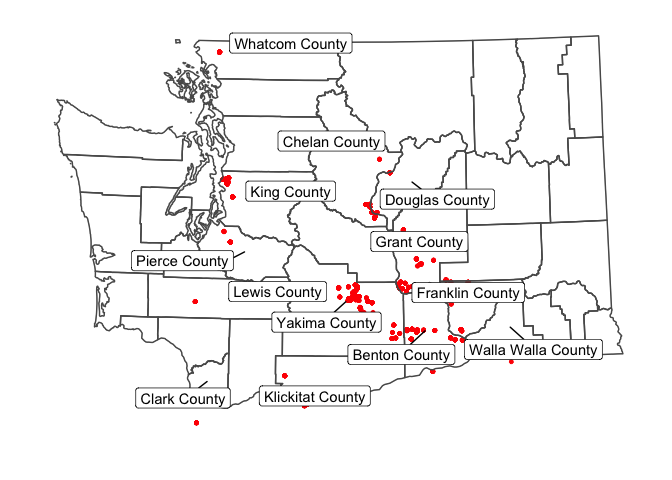 Whatcom County
Chelan County
King County
Douglas County
Grant County
Pierce County
Lewis County
Franklin County
Yakima County
Benton County
Walla Walla County
Clark County
Klickitat County